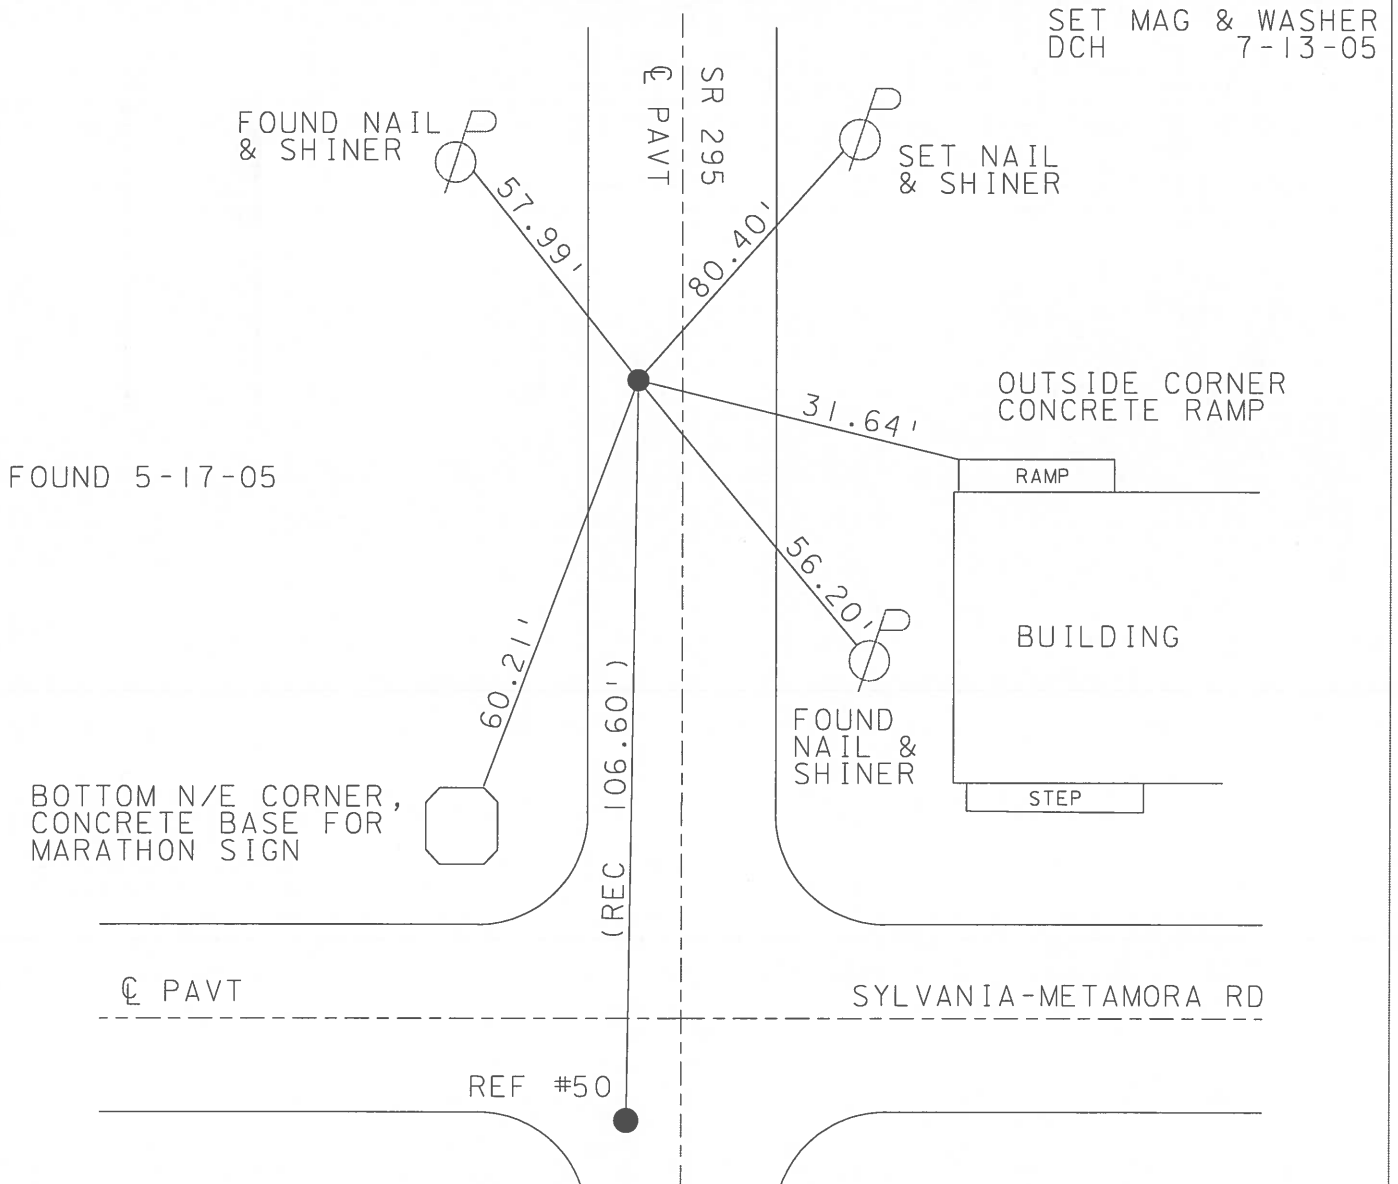 SET MAG & WASHER
DCH 7-13-05
SR 295
℄ PAVT
FOUND NAIL
& SHINER
SET NAIL
& SHINER
57.99'
80.40'
OUTSIDE CORNER
CONCRETE RAMP
31.64'
FOUND 5-17-05
RAMP
56.20'
BUILDING
60.21'
(REC 106.60')
FOUND
NAIL &
SHINER
BOTTOM N/E CORNER,
CONCRETE BASE FOR
MARATHON SIGN
STEP
℄ PAVT
SYLVANIA-METAMORA RD
REF #50